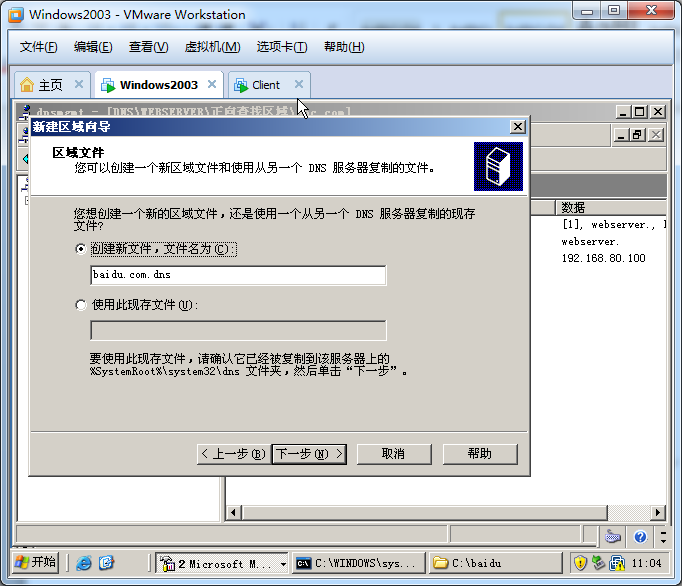 Windows2003 - VMware Workstation
文件(F) 编辑(E) 查看(V) 虚拟机(M) 选项卡(T) 帮助(H)
主页 Windows2003 Client
dnsmgmt - [DNS\WEBSERVER\正向查找区域\
.com]
新建区域向导
区域文件
您可以创建一个新区域文件和使用从另一个 DNS 服务器复制的文件。
您想创建一个新的区域文件，还是使用一个从另一个 DNS 服务器复制的现存
文件?
创建新文件，文件名为(C):
baidu.com.dns
使用此现存文件(U):
要使用此现存文件，请确认它已经被复制到该服务器上的
%SystemRoot%\system32\dns 文件夹，然后单击“下一步”。
< 上一步(B) 下一步(N) > 取消 帮助
数据
[1], webserver.,
webserver.
192.168.80.100
开始 2 Microsoft M... C:\WINDOWS\sys... C:\baidu 11:04